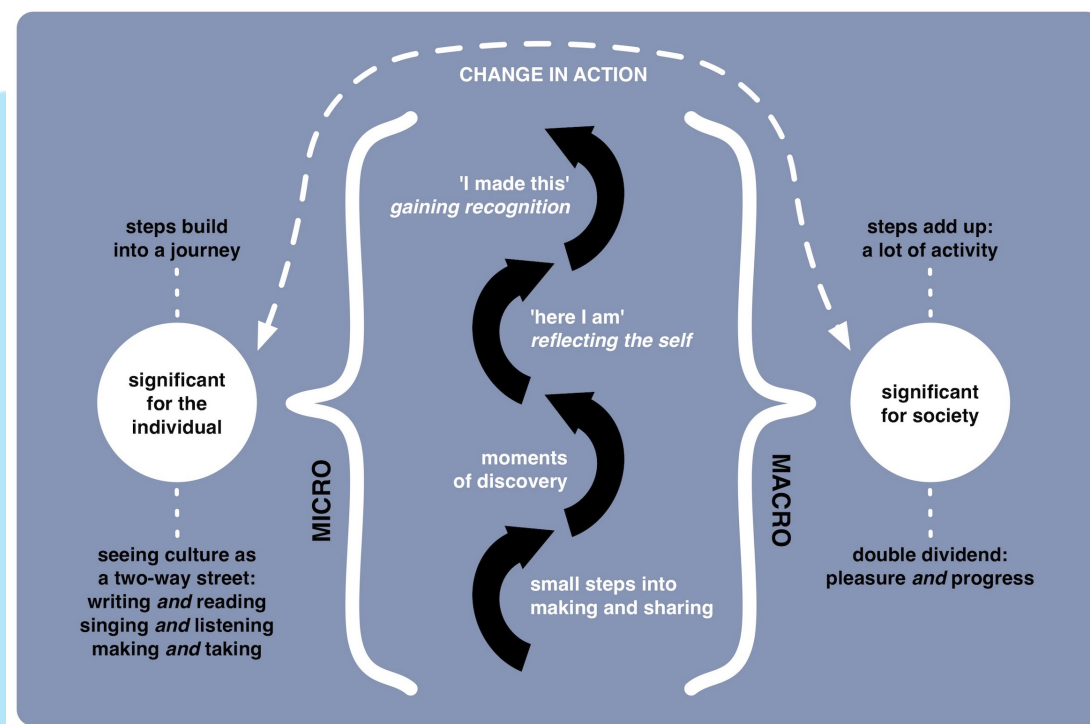 CHANGE IN ACTION
'I made this'
gaining recognition
'here I am'
reflecting the self
moments
of discovery
small steps into
making and sharing
steps build
into a journey
significant
for the
individual
seeing culture as
a two-way street:
writing and reading
singing and listening
making and taking
MICRO
MACRO
steps add up:
a lot of activity
significant
for society
double dividend:
pleasure and progress